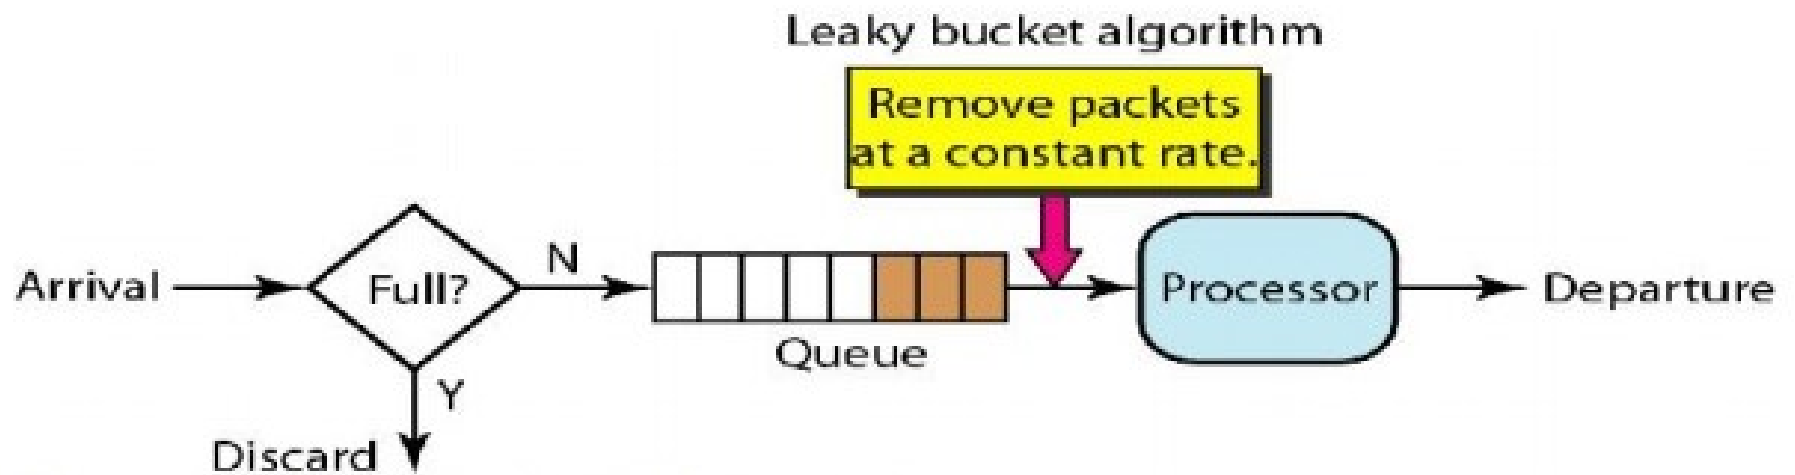 Leaky bucket algorithm
Remove packets
at a constant rate.
Arrival
Full?
N
Y
Discard
Queue
Processor
Departure